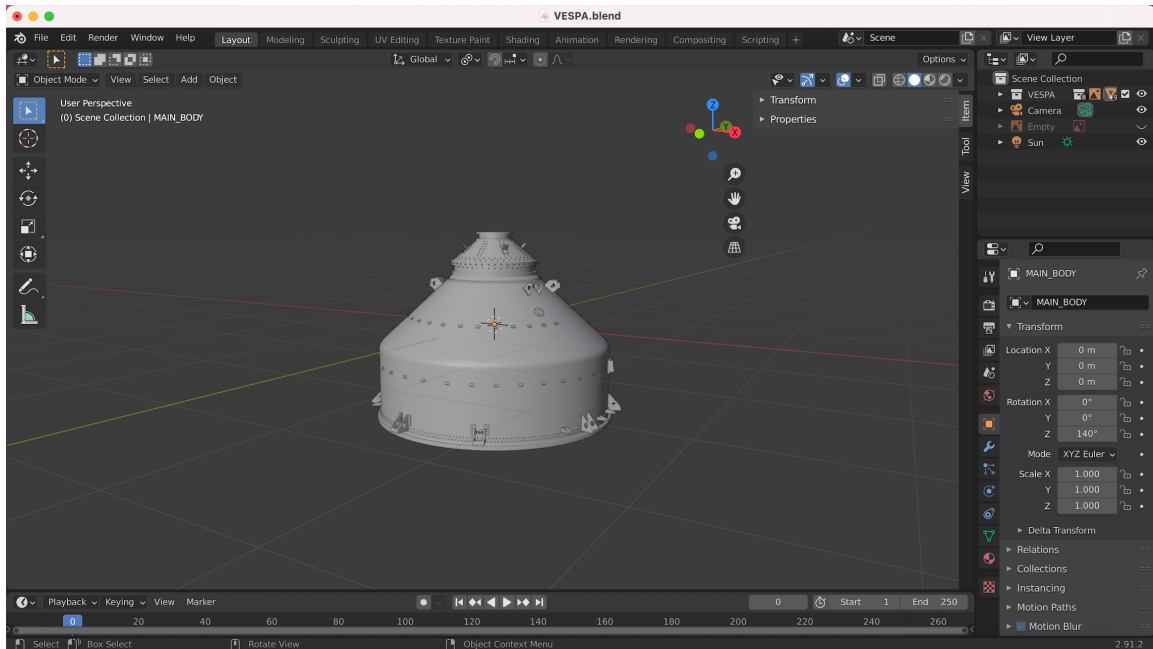 VESPA.blend
File Edit Render Window Help Layout Modeling Sculpting UV Editing Texture Paint Shading Animation Rendering Compositing Scripting + Scene View Layer
Global Options
Object Mode View Select Add Object
User Perspective
(0) Scene Collection | MAIN_BODY
Z
Y
X
Transform
Properties
Item
Tool
View
Scene Collection
VESPA
Camera
Empty
Sun
MAIN_BODY
MAIN_BODY
Transform
Location X 0 m
Y 0 m
Z 0 m
Rotation X 0°
Y 0°
Z 140°
Mode XYZ Euler
Scale X 1.000
Y 1.000
Z 1.000
Delta Transform
Relations
Collections
Instancing
Motion Paths
Motion Blur
Playback Keying View Marker 0 Start 1 End 250
0 20 40 60 80 100 120 140 160 180 200 220 240 260
Select Box Select Rotate View Object Context Menu 2.91.2